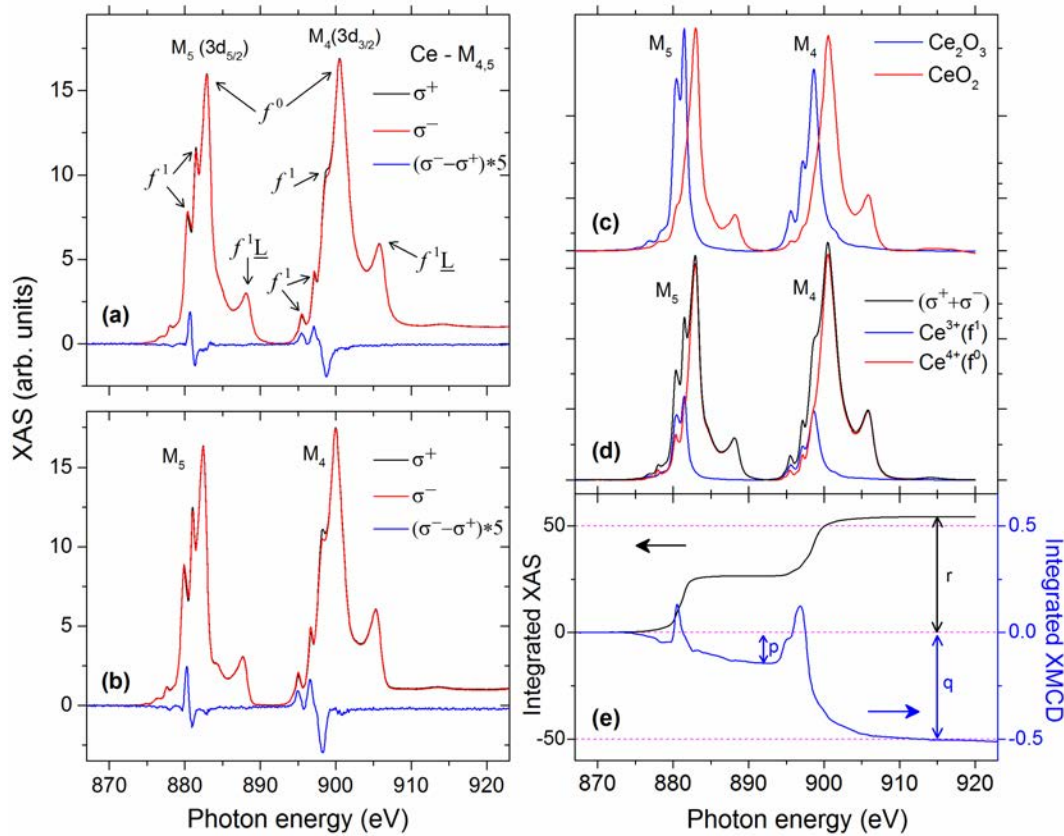 M₅ (3d₅/₂)
M₄(3d₃/₂)
Ce - M₄,₅
σ⁺
σ⁻
(σ⁻−σ⁺)*5
f⁰
f¹
f¹
f¹
f¹L
f¹L
15
10
5
0
(a)
M₅
M₄
σ⁺
σ⁻
(σ⁻−σ⁺)*5
15
10
5
0
(b)
XAS (arb. units)
870 880 890 900 910 920
Photon energy (eV)
M₅
M₄
Ce₂O₃
CeO₂
(c)
M₅
M₄
(σ⁺+σ⁻)
Ce³⁺(f¹)
Ce⁴⁺(f⁰)
(d)
50
0
-50
Integrated XAS
0.5
0.0
-0.5
Integrated XMCD
r
p
q
(e)
870 880 890 900 910 920
Photon energy (eV)